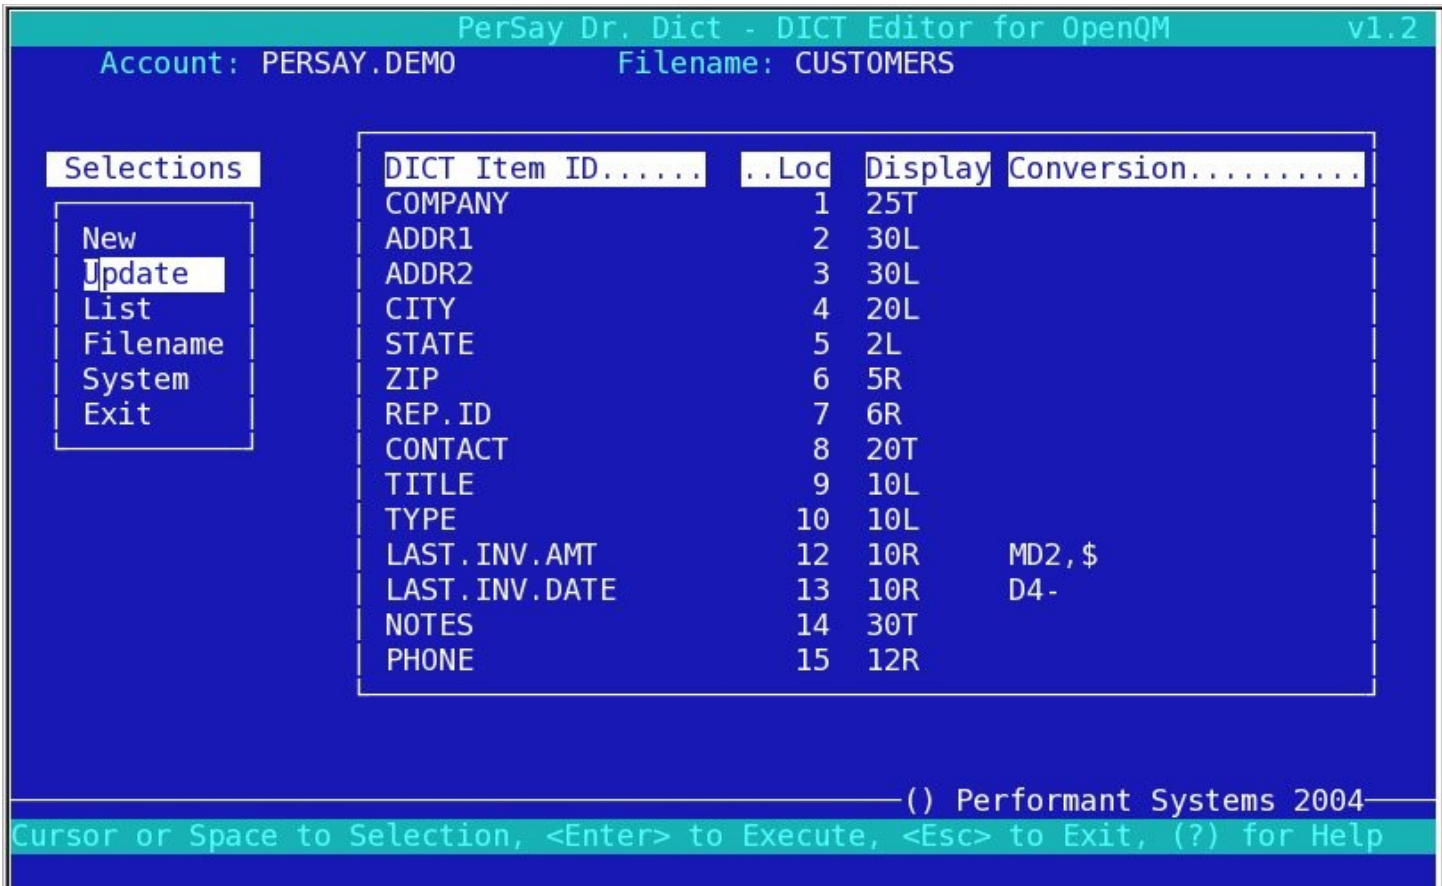 PerSay Dr. Dict - DICT Editor for OpenQM v1.2
Account: PERSAY.DEMO Filename: CUSTOMERS
Selections
New
Update
List
Filename
System
Exit
DICT Item ID...... ..Loc Display Conversion..........
COMPANY 1 25T
ADDR1 2 30L
ADDR2 3 30L
CITY 4 20L
STATE 5 2L
ZIP 6 5R
REP.ID 7 6R
CONTACT 8 20T
TITLE 9 10L
TYPE 10 10L
LAST.INV.AMT 12 10R MD2,$
LAST.INV.DATE 13 10R D4-
NOTES 14 30T
PHONE 15 12R
() Performant Systems 2004
Cursor or Space to Selection, <Enter> to Execute, <Esc> to Exit, (?) for Help